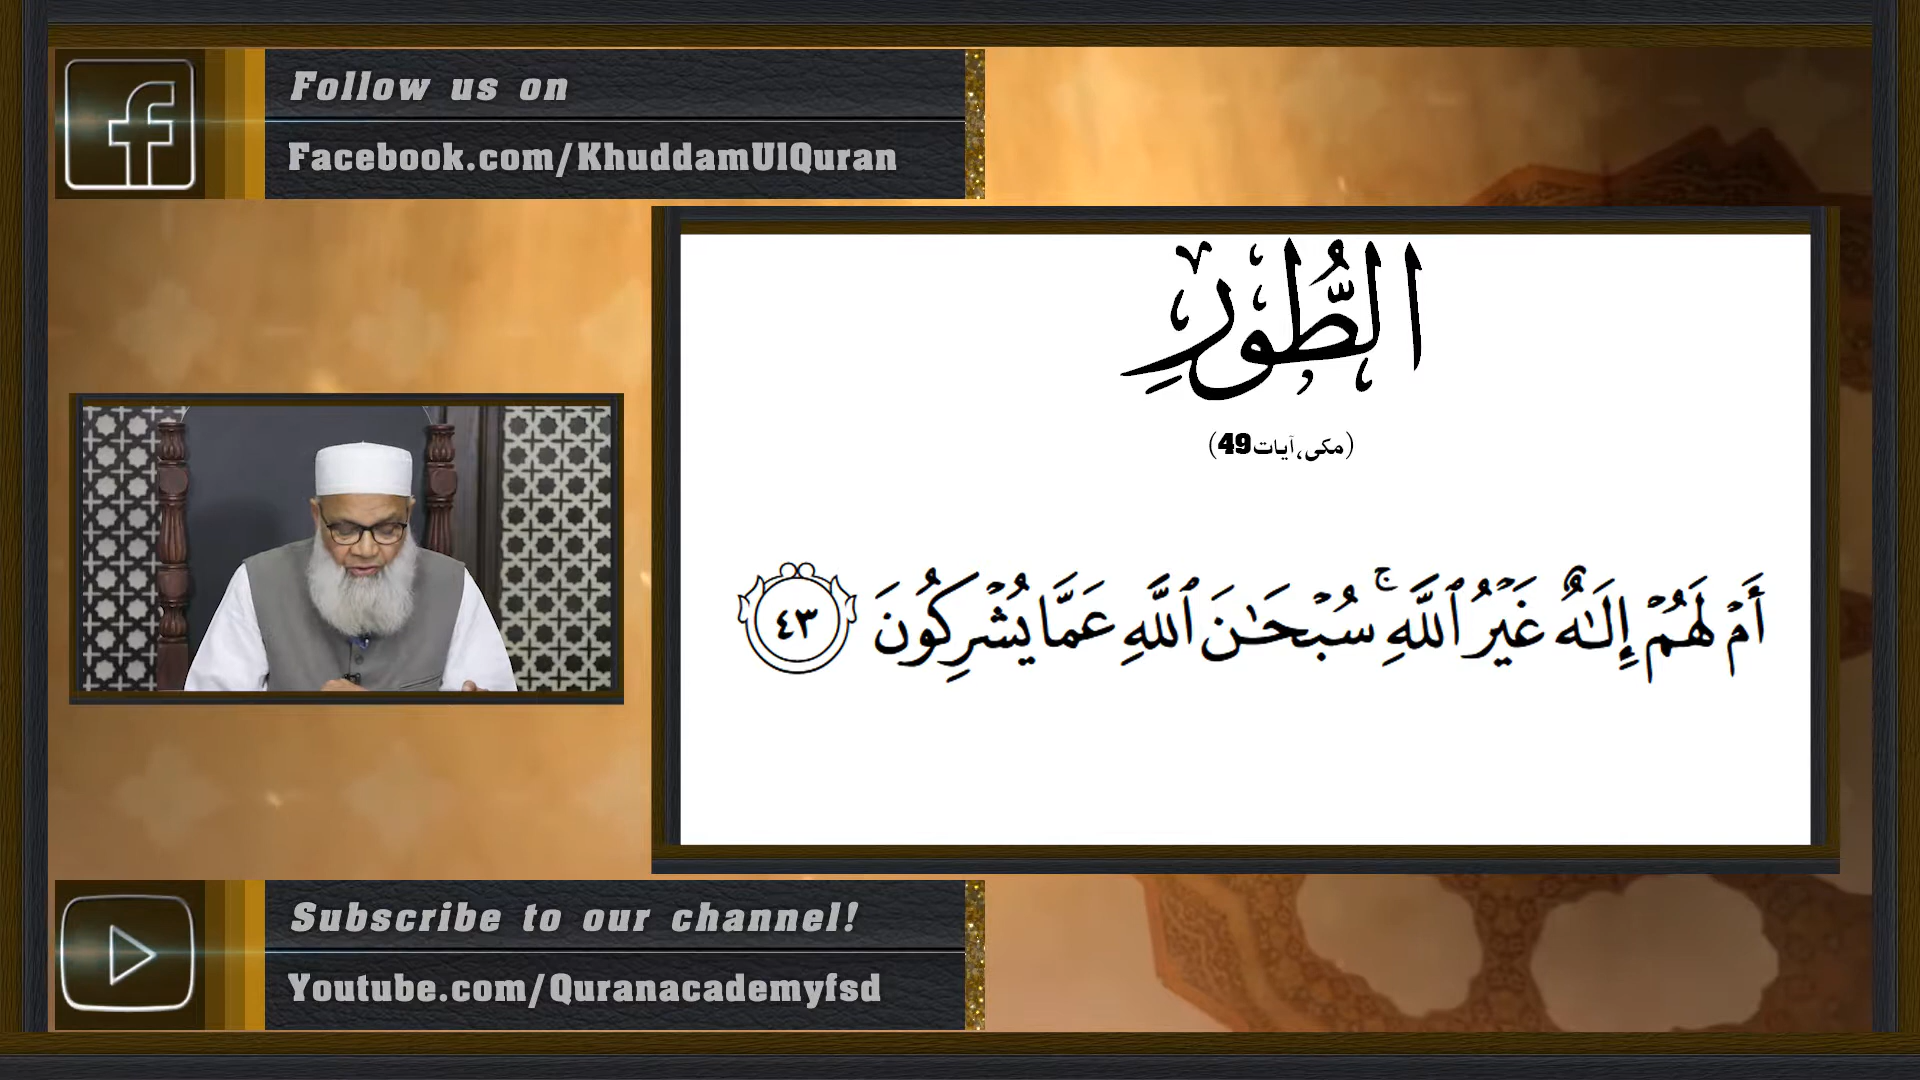 Follow us on
Facebook.com/KhuddamUlQuran
الطُّورِ
(مکی، آیات 49)
أَمْ لَهُمْ إِلَـٰهٌ غَيْرُ ٱللَّهِ ۚ سُبْحَـٰنَ ٱللَّهِ عَمَّا يُشْرِكُونَ ٤٣
Subscribe to our channel!
Youtube.com/Quranacademyfsd